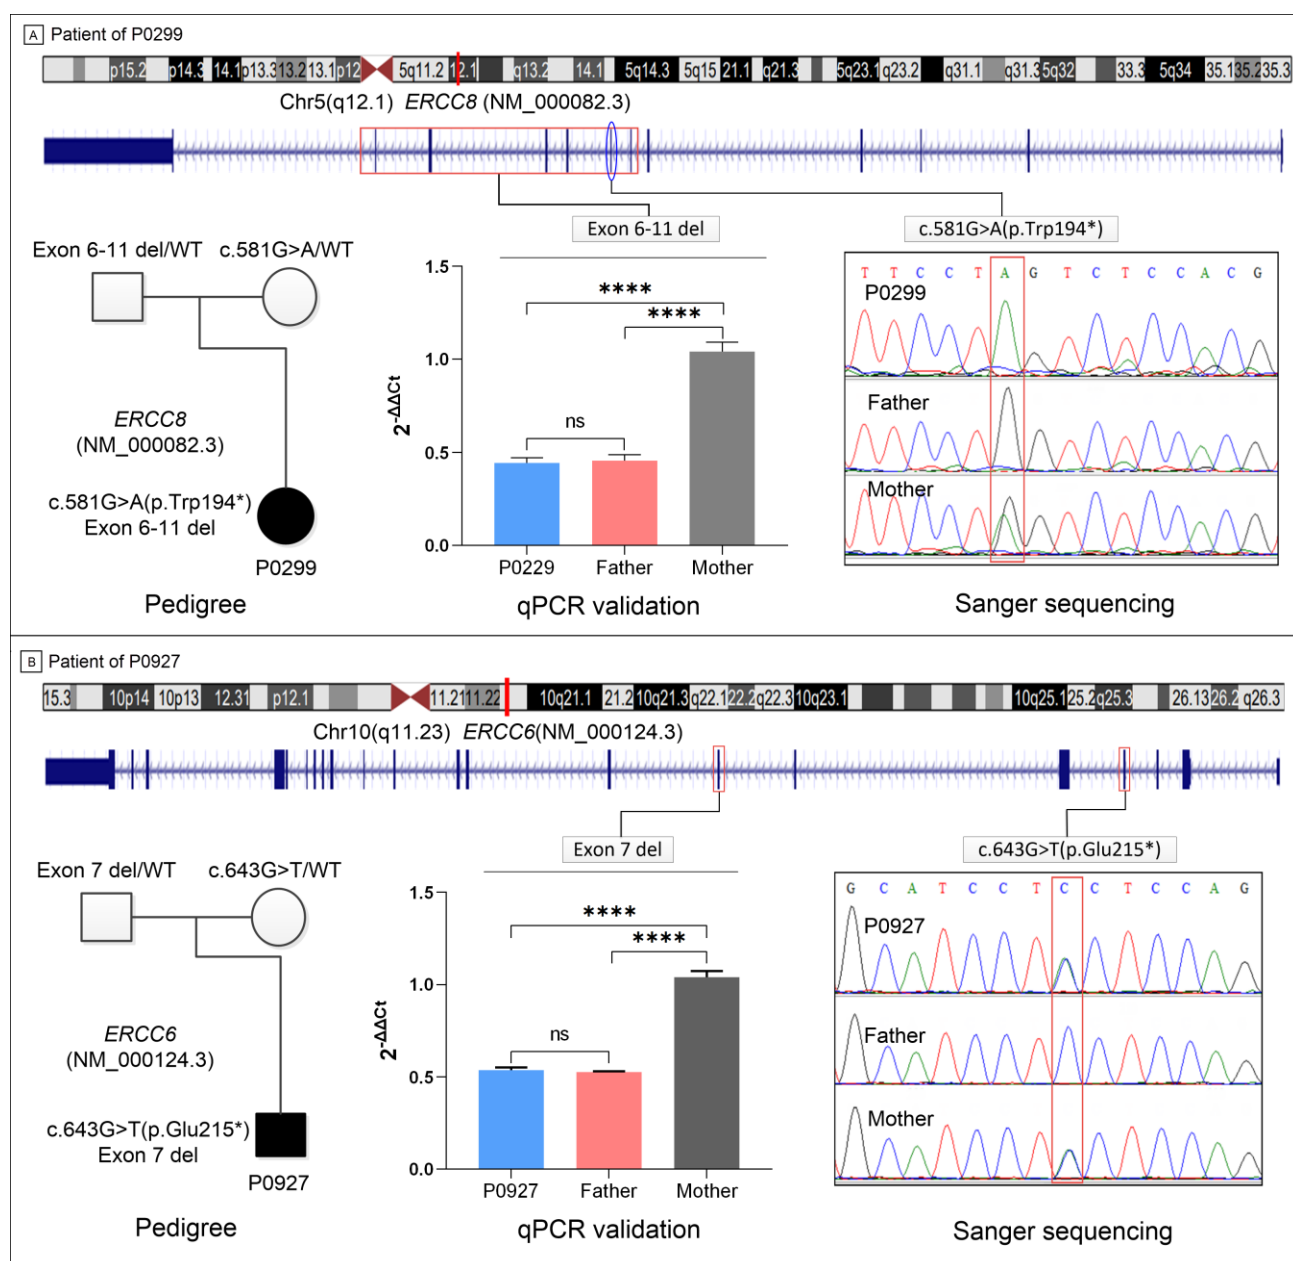 A Patient of P0299
p15.2 p14.3 14.1 p13.3 13.2 13.1 p12 5q11.2 12.1 q13.2 14.1 5q14.3 5q15 21.1 q21.3 5q23.1 q23.2 q31.1 q31.3 5q32 33.3 5q34 35.1 35.2 35.3
Chr5(q12.1) ERCC8 (NM_000082.3)
Exon 6-11 del
c.581G>A(p.Trp194*)
Exon 6-11 del/WT c.581G>A/WT
ERCC8
(NM_000082.3)
c.581G>A(p.Trp194*)
Exon 6-11 del
P0299
Pedigree
1.5
1.0
0.5
0.0
2-ΔΔCt
****
****
ns
P0229 Father Mother
qPCR validation
T T C C T A G T C T C C A C G
P0299
Father
Mother
Sanger sequencing
B Patient of P0927
15.3 10p14 10p13 12.31 p12.1 11.21 11.22 10q21.1 21.2 10q21.3 q22.1 22.2 q22.3 10q23.1 10q25.1 25.2 q25.3 26.13 26.2 q26.3
Chr10(q11.23) ERCC6(NM_000124.3)
Exon 7 del
c.643G>T(p.Glu215*)
Exon 7 del/WT c.643G>T/WT
ERCC6
(NM_000124.3)
c.643G>T(p.Glu215*)
Exon 7 del
P0927
Pedigree
1.5
1.0
0.5
0.0
2-ΔΔCt
****
****
ns
P0927 Father Mother
qPCR validation
G C A T C C T C C T C C A G
P0927
Father
Mother
Sanger sequencing